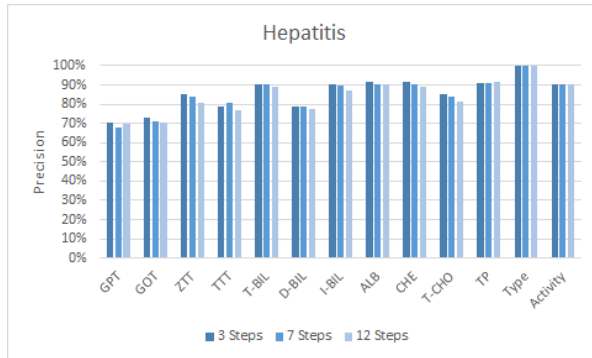 Hepatitis
100%
90%
80%
70%
60%
50%
40%
30%
20%
10%
0%
Precision
GPT
GOT
ZTT
TTT
T-BIL
D-BIL
I-BIL
ALB
CHE
T-CHO
TP
Type
Activity
3 Steps 7 Steps 12 Steps